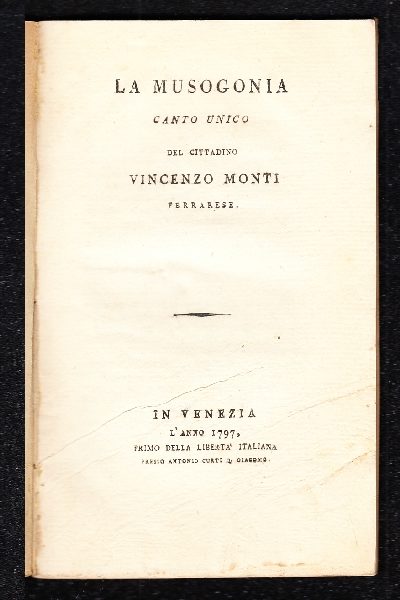 LA MUSOGONIA
CANTO UNICO
DEL CITTADINO
VINCENZO MONTI
FERRARESE.
IN VENEZIA
L'ANNO 1797,
PRIMO DELLA LIBERTA' ITALIANA
PRESSO ANTONIO CURTI Q. GIACOMO.